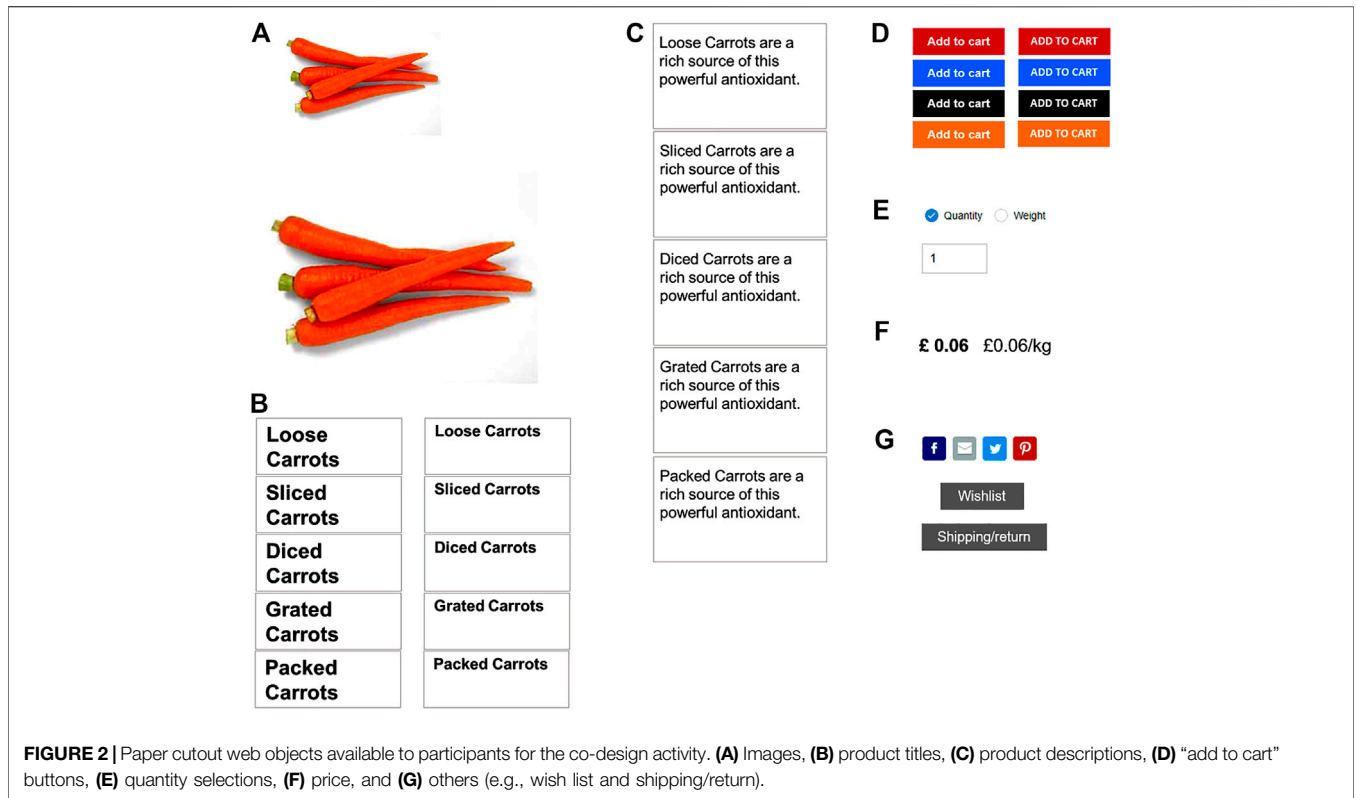 A
B
Loose
Carrots
Loose Carrots
Sliced
Carrots
Sliced Carrots
Diced
Carrots
Diced Carrots
Grated
Carrots
Grated Carrots
Packed
Carrots
Packed Carrots
C
Loose Carrots are a
rich source of this
powerful antioxidant.
Sliced Carrots are a
rich source of this
powerful antioxidant.
Diced Carrots are a
rich source of this
powerful antioxidant.
Grated Carrots are a
rich source of this
powerful antioxidant.
Packed Carrots are a
rich source of this
powerful antioxidant.
D
Add to cart ADD TO CART
Add to cart ADD TO CART
Add to cart ADD TO CART
Add to cart ADD TO CART
E
Quantity Weight
1
F
£ 0.06 £0.06/kg
G
Wishlist
Shipping/return
FIGURE 2 | Paper cutout web objects available to participants for the co-design activity. (A) Images, (B) product titles, (C) product descriptions, (D) “add to cart”
buttons, (E) quantity selections, (F) price, and (G) others (e.g., wish list and shipping/return).